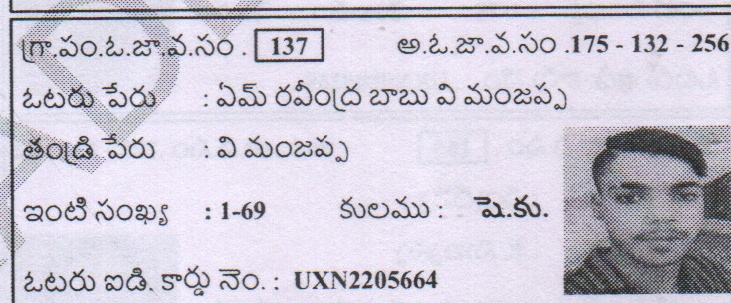 గ్రా.పం.ఓ.జా.వ.సం . 137 అ.ఓ.జా.వ.సం .175 - 132 - 256
ఓటరు పేరు : ఏమ్ రవీంద్ర బాబు వి మంజప్ప
తండ్రి పేరు : వి మంజప్ప
ఇంటి సంఖ్య : 1-69 కులము : షె.కు.
ఓటరు ఐడి. కార్డు నెం. : UXN2205664